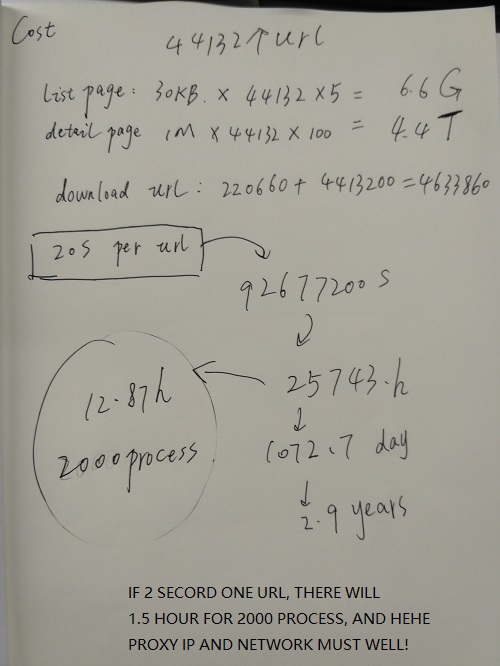 Cost
44132个url
list page: 30KB. × 44132 × 5 = 6.6 G
detail page 1M × 44132 × 100 = 4.4 T
download url: 220660 + 4413200 = 4633860
20S per url
92677200 s
25743.h
12.87h
1072.7 day
2000process
2.9 years
IF 2 SECORD ONE URL, THERE WILL
1.5 HOUR FOR 2000 PROCESS, AND HEHE
PROXY IP AND NETWORK MUST WELL!